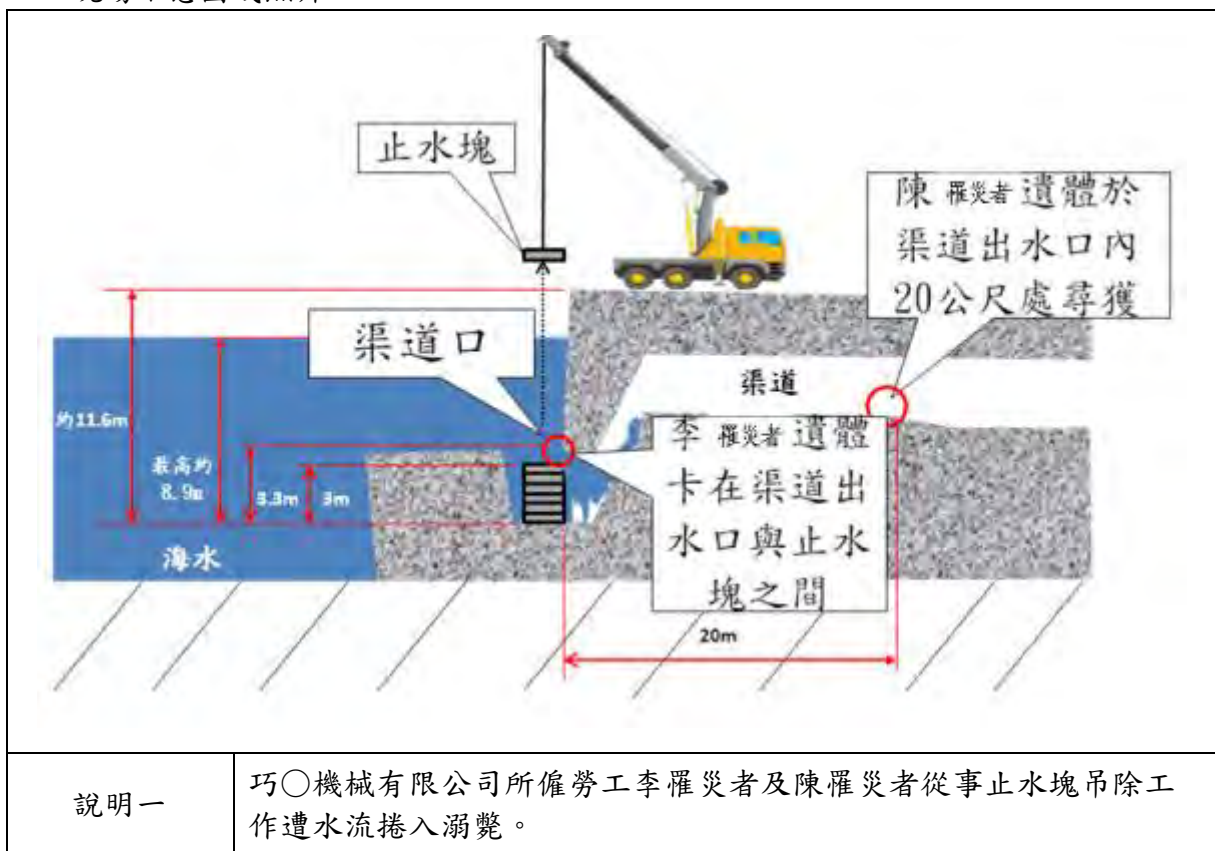 止水塊
陳 罹災者 遺體於
渠道出水口內
20公尺處尋獲
渠道口
渠道
約11.6m
最高約
8.9m
3.3m
3m
李 罹災者 遺體
卡在渠道出
水口與止水
塊之間
海水
20m
說明一
巧○機械有限公司所僱勞工李罹災者及陳罹災者從事止水塊吊除工
作遭水流捲入溺斃。